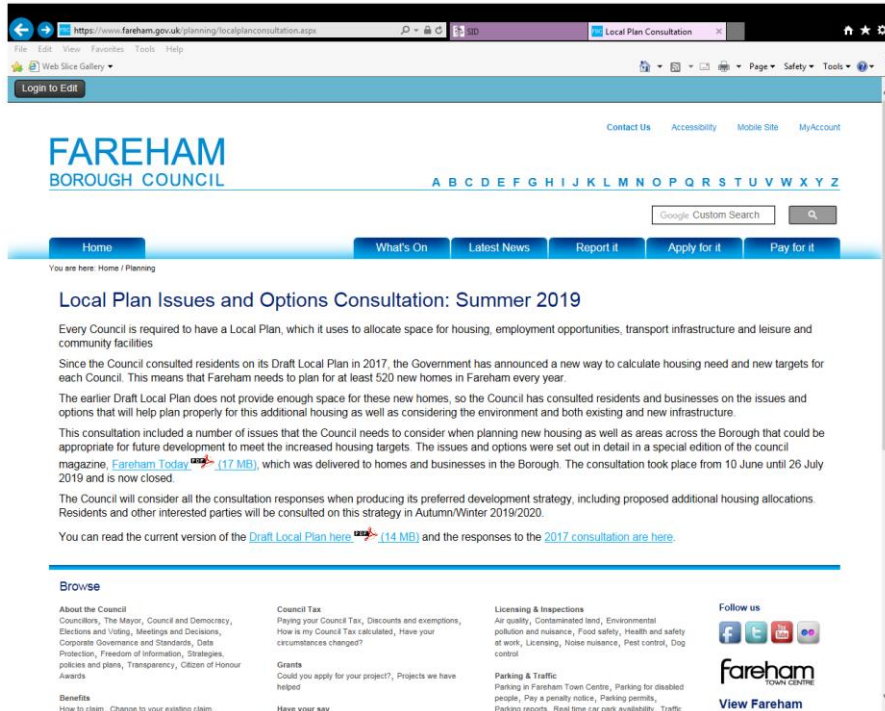 https://www.fareham.gov.uk/planning/localplanconsultation.aspx
SID
Local Plan Consultation
File Edit View Favorites Tools Help
Web Slice Gallery
Page Safety Tools
Login to Edit
Contact Us Accessibility Mobile Site MyAccount
FAREHAM
BOROUGH COUNCIL
A B C D E F G H I J K L M N O P Q R S T U V W X Y Z
Google Custom Search
Home What's On Latest News Report it Apply for it Pay for it
You are here: Home / Planning
Local Plan Issues and Options Consultation: Summer 2019
Every Council is required to have a Local Plan, which it uses to allocate space for housing, employment opportunities, transport infrastructure and leisure and
community facilities
Since the Council consulted residents on its Draft Local Plan in 2017, the Government has announced a new way to calculate housing need and new targets for
each Council. This means that Fareham needs to plan for at least 520 new homes in Fareham every year.
The earlier Draft Local Plan does not provide enough space for these new homes, so the Council has consulted residents and businesses on the issues and
options that will help plan properly for this additional housing as well as considering the environment and both existing and new infrastructure.
This consultation included a number of issues that the Council needs to consider when planning new housing as well as areas across the Borough that could be
appropriate for future development to meet the increased housing targets. The issues and options were set out in detail in a special edition of the council
magazine, Fareham Today PDF (17 MB), which was delivered to homes and businesses in the Borough. The consultation took place from 10 June until 26 July
2019 and is now closed.
The Council will consider all the consultation responses when producing its preferred development strategy, including proposed additional housing allocations.
Residents and other interested parties will be consulted on this strategy in Autumn/Winter 2019/2020.
You can read the current version of the Draft Local Plan here PDF (14 MB) and the responses to the 2017 consultation are here.
Browse
About the Council
Councillors, The Mayor, Council and Democracy,
Elections and Voting, Meetings and Decisions,
Corporate Governance and Standards, Data
Protection, Freedom of Information, Strategies,
policies and plans, Transparency, Citizen of Honour
Awards
Benefits
How to claim, Change to your existing claim,
Council Tax
Paying your Council Tax, Discounts and exemptions,
How is my Council Tax calculated, Have your
circumstances changed?
Grants
Could you apply for your project?, Projects we have
helped
Have your say
Licensing & Inspections
Air quality, Contaminated land, Environmental
pollution and nuisance, Food safety, Health and safety
at work, Licensing, Noise nuisance, Pest control, Dog
control
Parking & Traffic
Parking in Fareham Town Centre, Parking for disabled
people, Pay a penalty notice, Parking permits,
Parking reports, Real time car park availability, Traffic
Follow us
You Tube
fareham
TOWN CENTRE
View Fareham